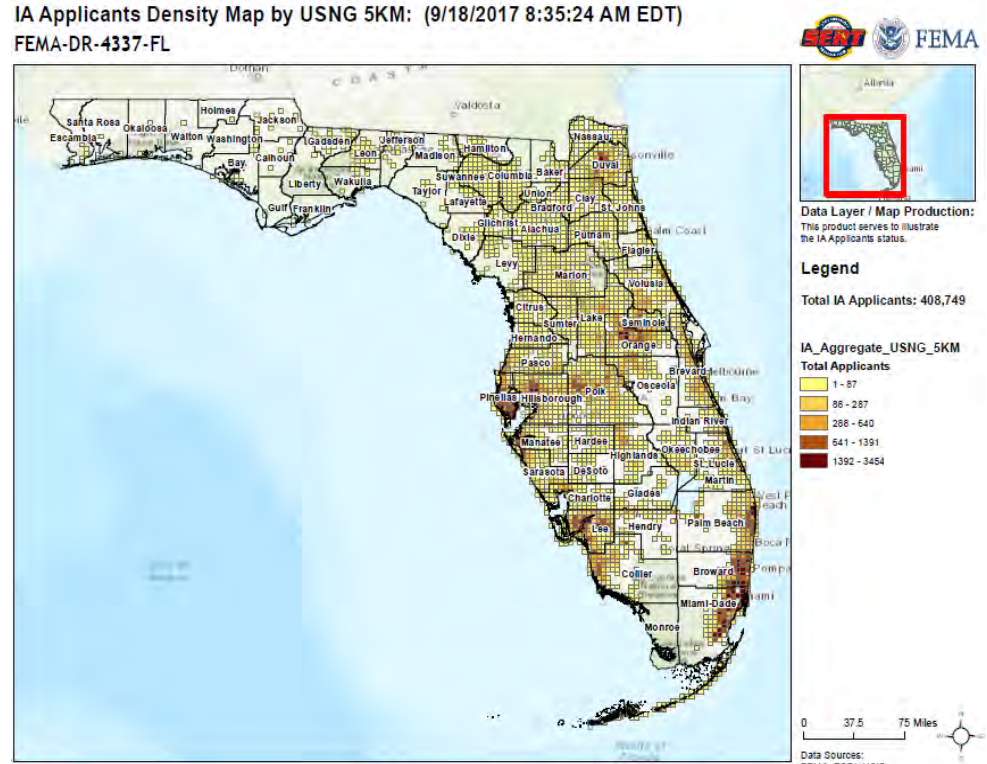 IA Applicants Density Map by USNG 5KM: (9/18/2017 8:35:24 AM EDT)
FEMA-DR-4337-FL
SERT
FEMA
Dothan
COAST
Valdosta
Atlanta
Holmes
Santa Rosa
Okaloosa
Jackson
Escambia
Walton
Washington
Gadsden
Jefferson
Hamilton
Nassau
Leon
Madison
Bay
Calhoun
Duval
Suwannee
Columbia
Baker
Liberty
Wakulla
Taylor
Union
Clay
Lafayette
Bradford
St. Johns
Gulf
Franklin
Gilchrist
Alachua
Putnam
Palm Coast
Dixie
Flagler
Levy
Marion
Volusia
Citrus
Sumter
Lake
Seminole
Hernando
Orange
Pasco
Brevard
Osceola
Polk
Pinellas
Hillsborough
Indian River
Manatee
Hardee
Okeechobee
Highlands
St. Lucie
Sarasota
DeSoto
Martin
Charlotte
Glades
Lee
Hendry
Palm Beach
Coral Springs
Collier
Broward
Miami-Dade
Monroe
Data Layer / Map Production:
This product serves to illustrate
the IA Applicants status.
Legend
Total IA Applicants: 408,749
IA_Aggregate_USNG_5KM
Total Applicants
1 - 87
88 - 287
288 - 640
641 - 1391
1392 - 3454
0 37.5 75 Miles
Data Sources: